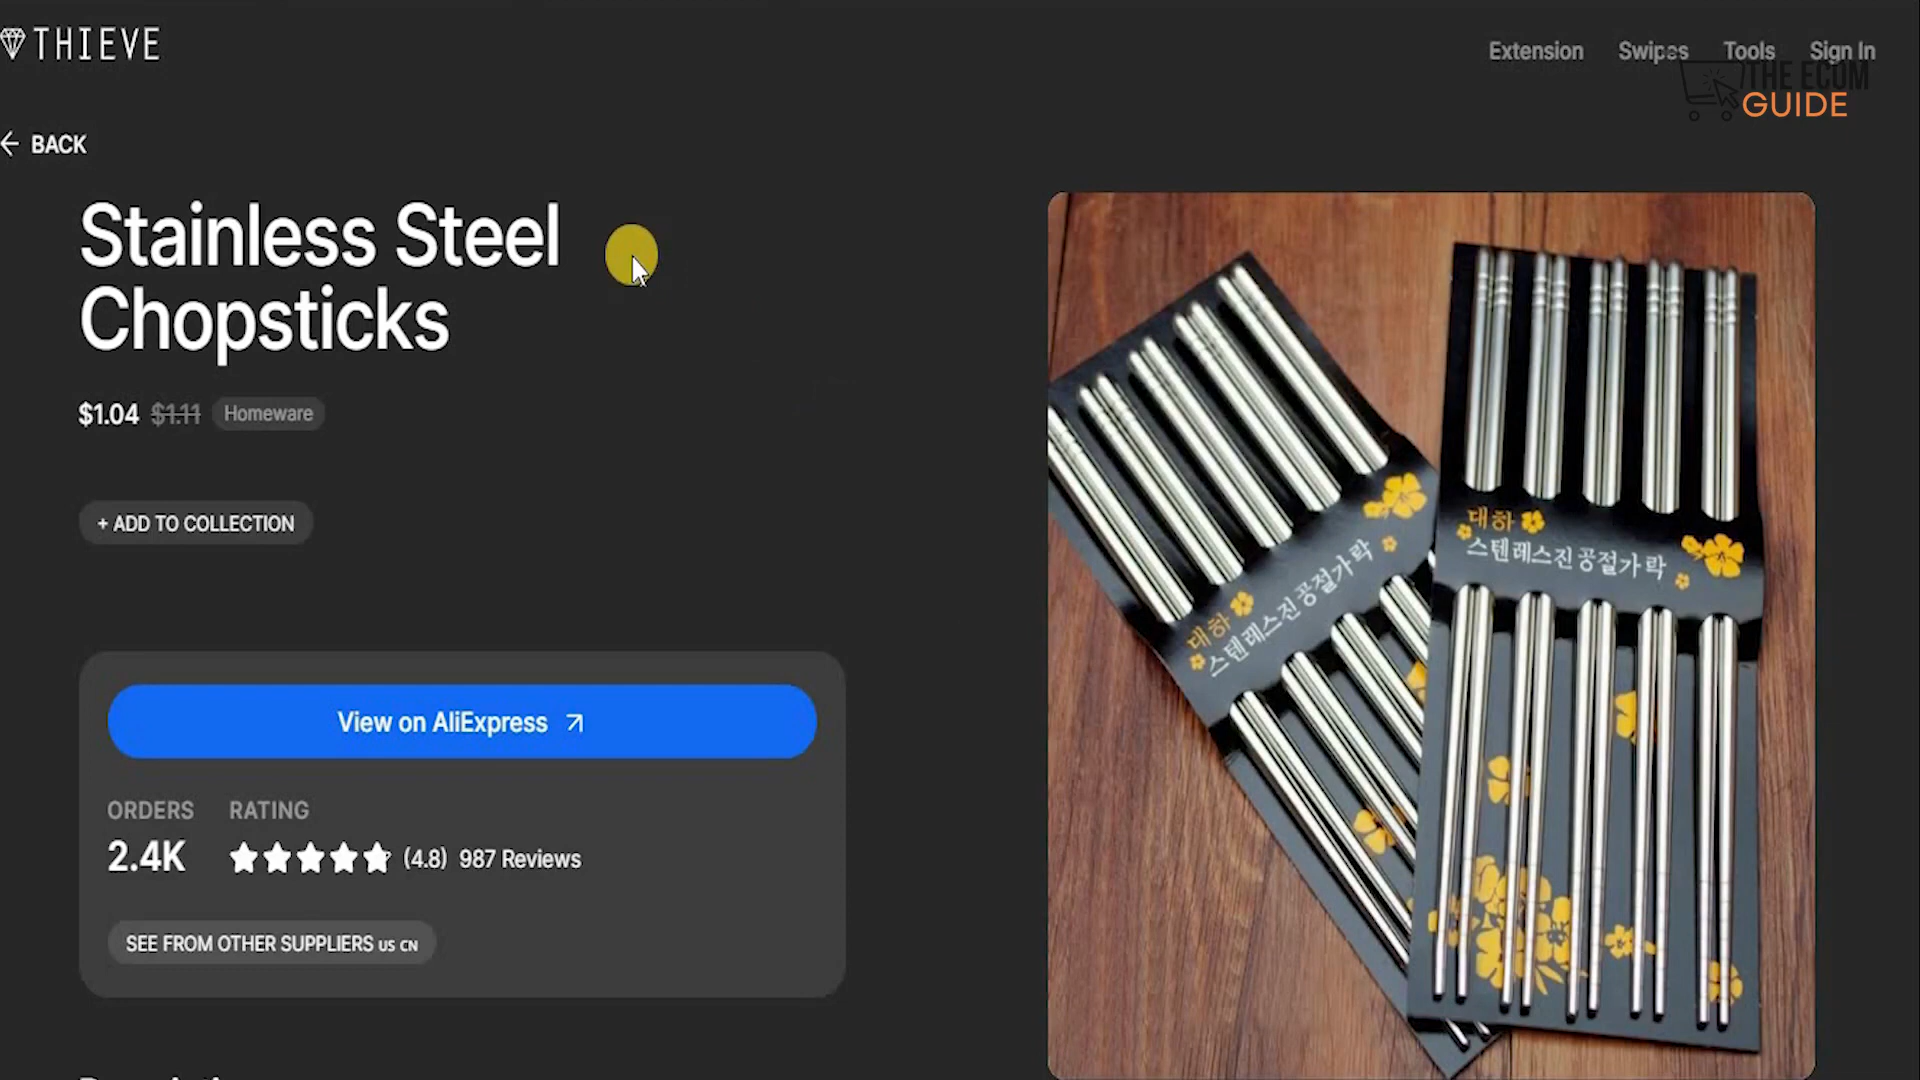 THIEVE
Extension Swipes Tools Sign In
THE ECOM
GUIDE
BACK
Stainless Steel
Chopsticks
$1.04 $1.11 Homeware
+ ADD TO COLLECTION
View on AliExpress
ORDERS RATING
2.4K (4.8) 987 Reviews
SEE FROM OTHER SUPPLIERS US CN
대하
스텐레스진공절가락
대하
스텐레스진공절가락